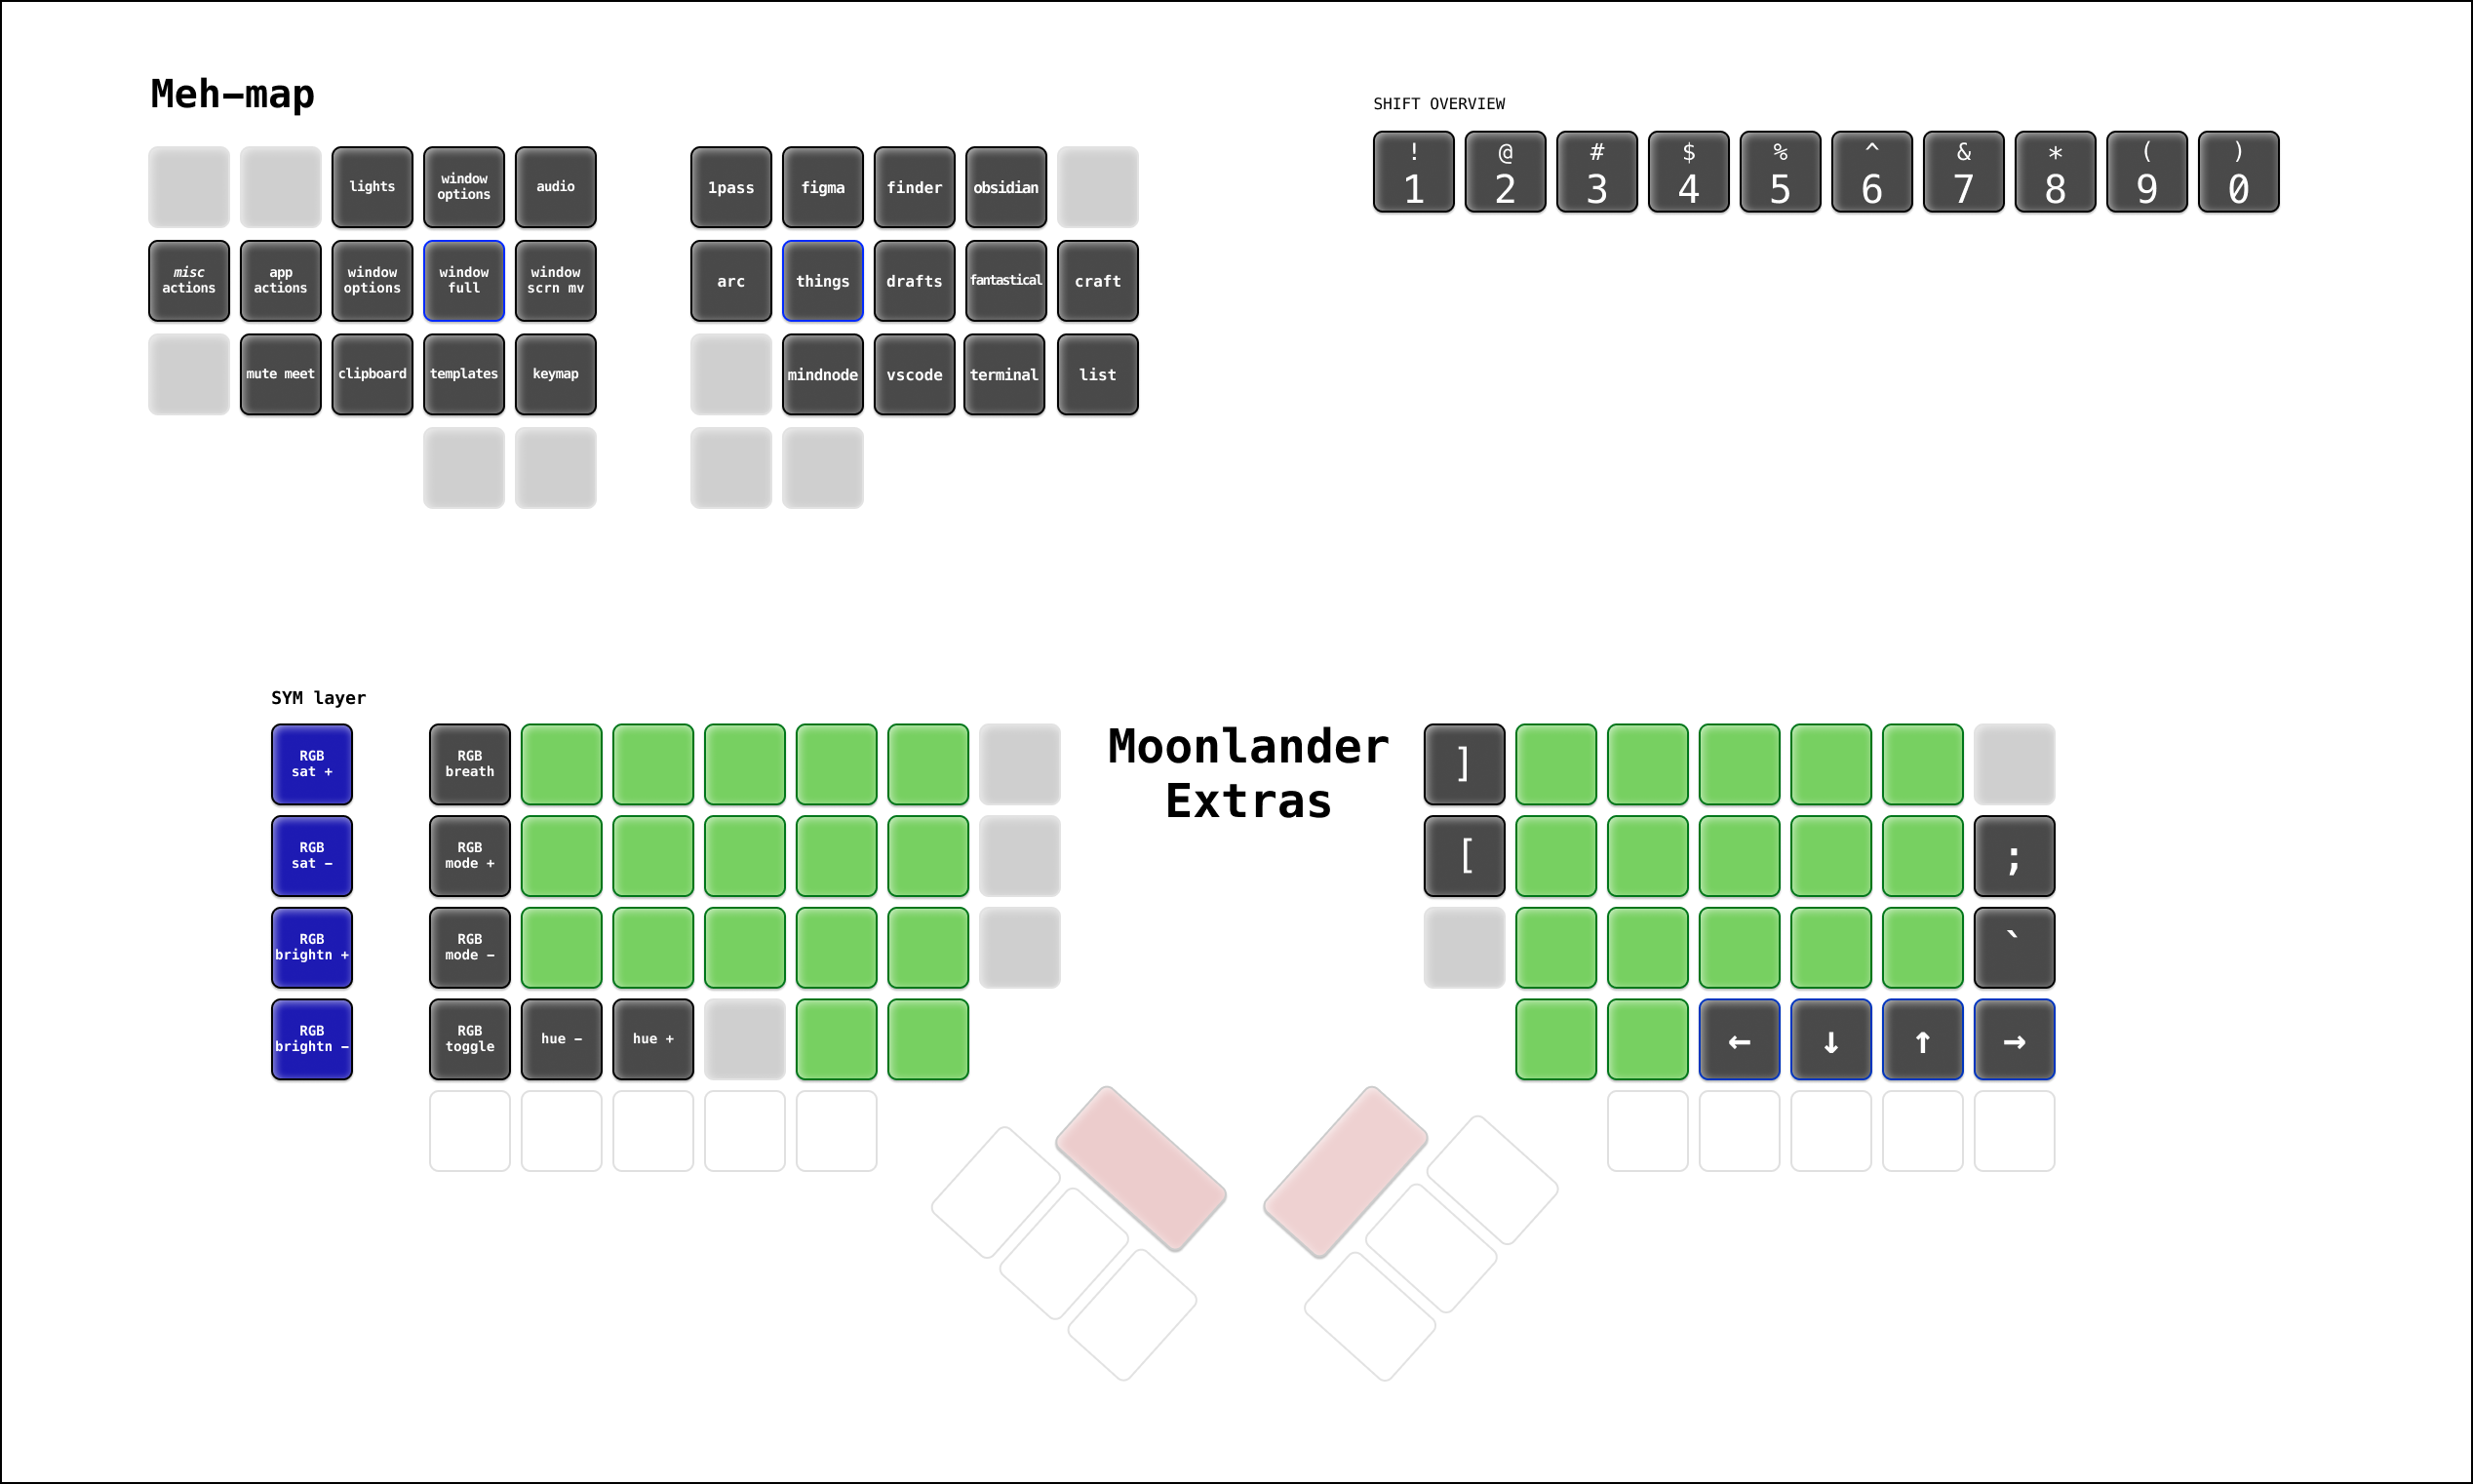 Meh-map
lights
window
options
audio
1pass
figma
finder
obsidian
misc
actions
app
actions
window
options
window
full
window
scrn mv
arc
things
drafts
fantastical
craft
mute meet
clipboard
templates
keymap
mindnode
vscode
terminal
list
SHIFT OVERVIEW
! @ # $ % ^ & * ( )
1 2 3 4 5 6 7 8 9 0
SYM layer
Moonlander
Extras
RGB
sat +
RGB
breath
]
RGB
sat −
RGB
mode +
[
;
RGB
brightn +
RGB
mode −
`
RGB
brightn −
RGB
toggle
hue −
hue +
← ↓ ↑ →